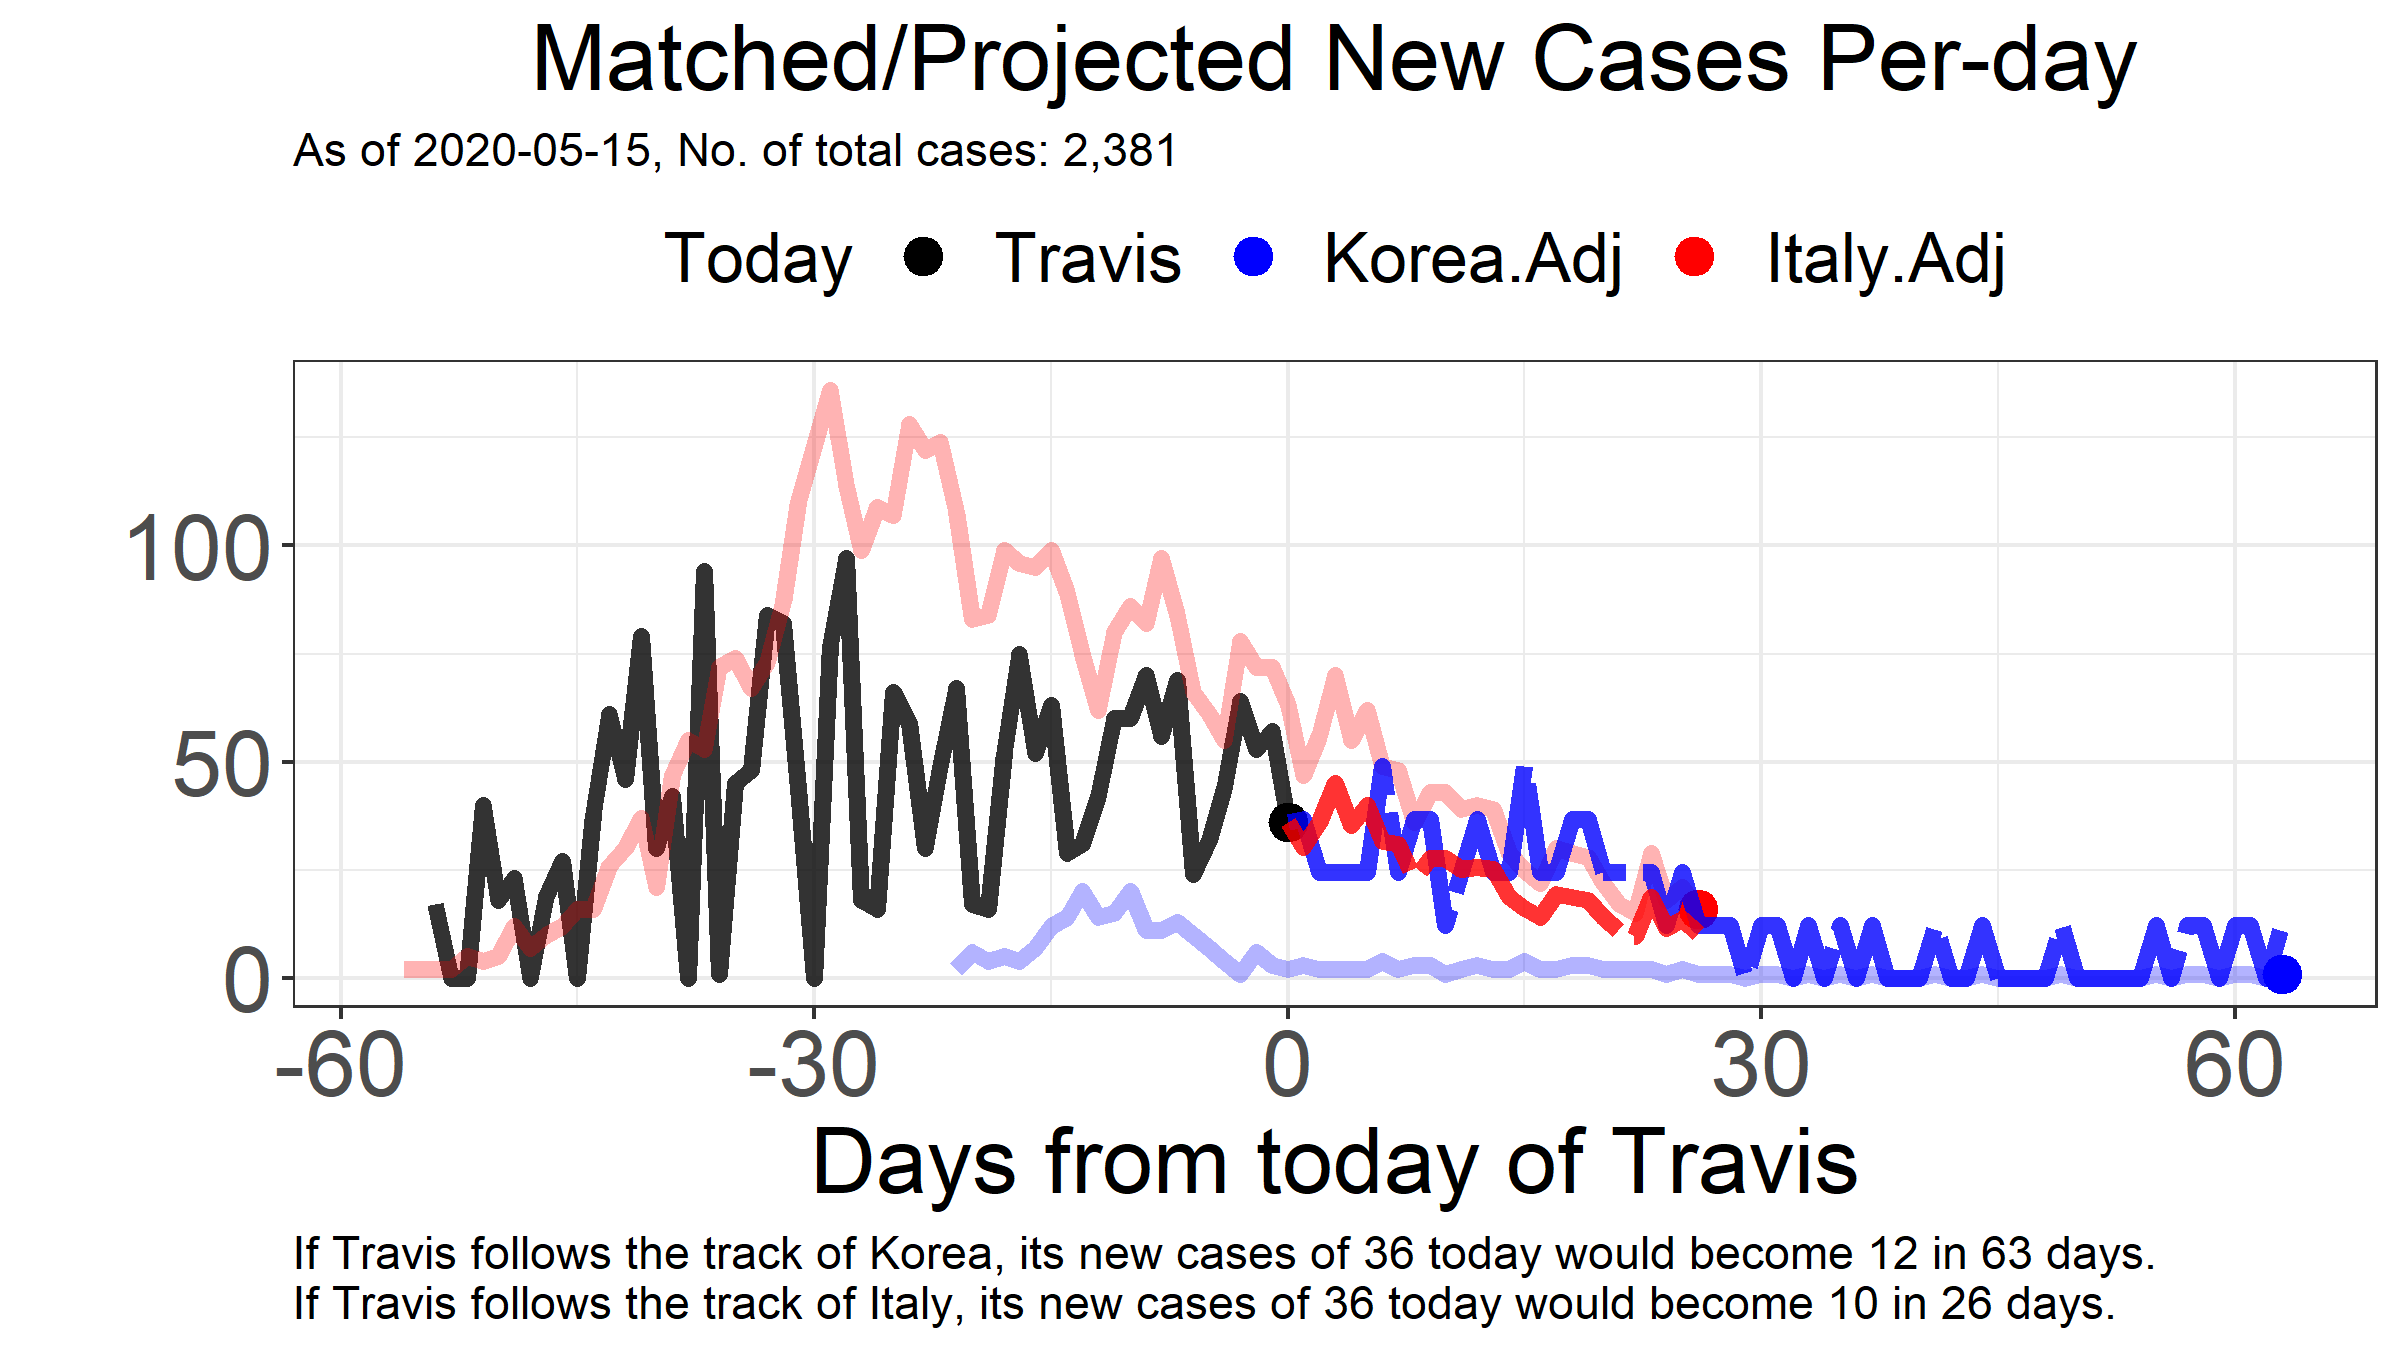 Matched/Projected New Cases Per-day
As of 2020-05-15, No. of total cases: 2,381
Today Travis Korea.Adj Italy.Adj
100
50
0
-60 -30 0 30 60
Days from today of Travis
If Travis follows the track of Korea, its new cases of 36 today would become 12 in 63 days.
If Travis follows the track of Italy, its new cases of 36 today would become 10 in 26 days.